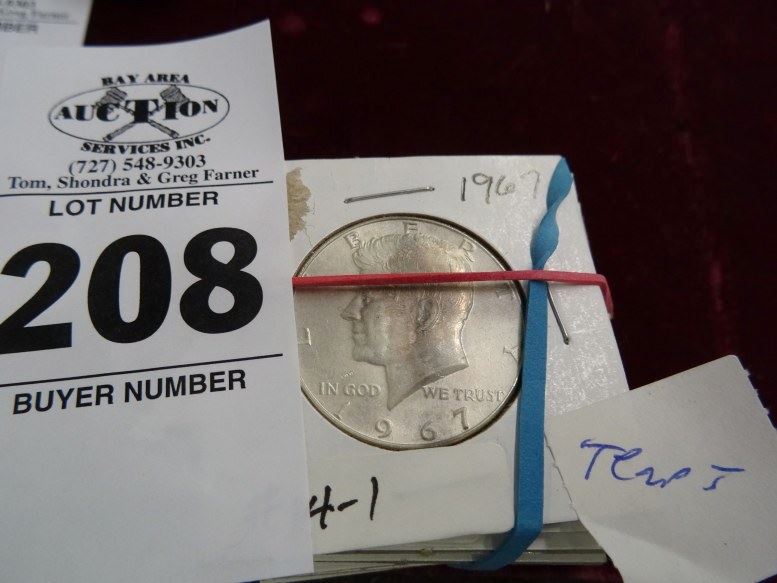 BAY AREA
AUCTION
SERVICES INC.
(727) 548-9303
Tom, Shondra & Greg Farner
LOT NUMBER
208
BUYER NUMBER
1967
IN GOD WE TRUST
1967
4-1